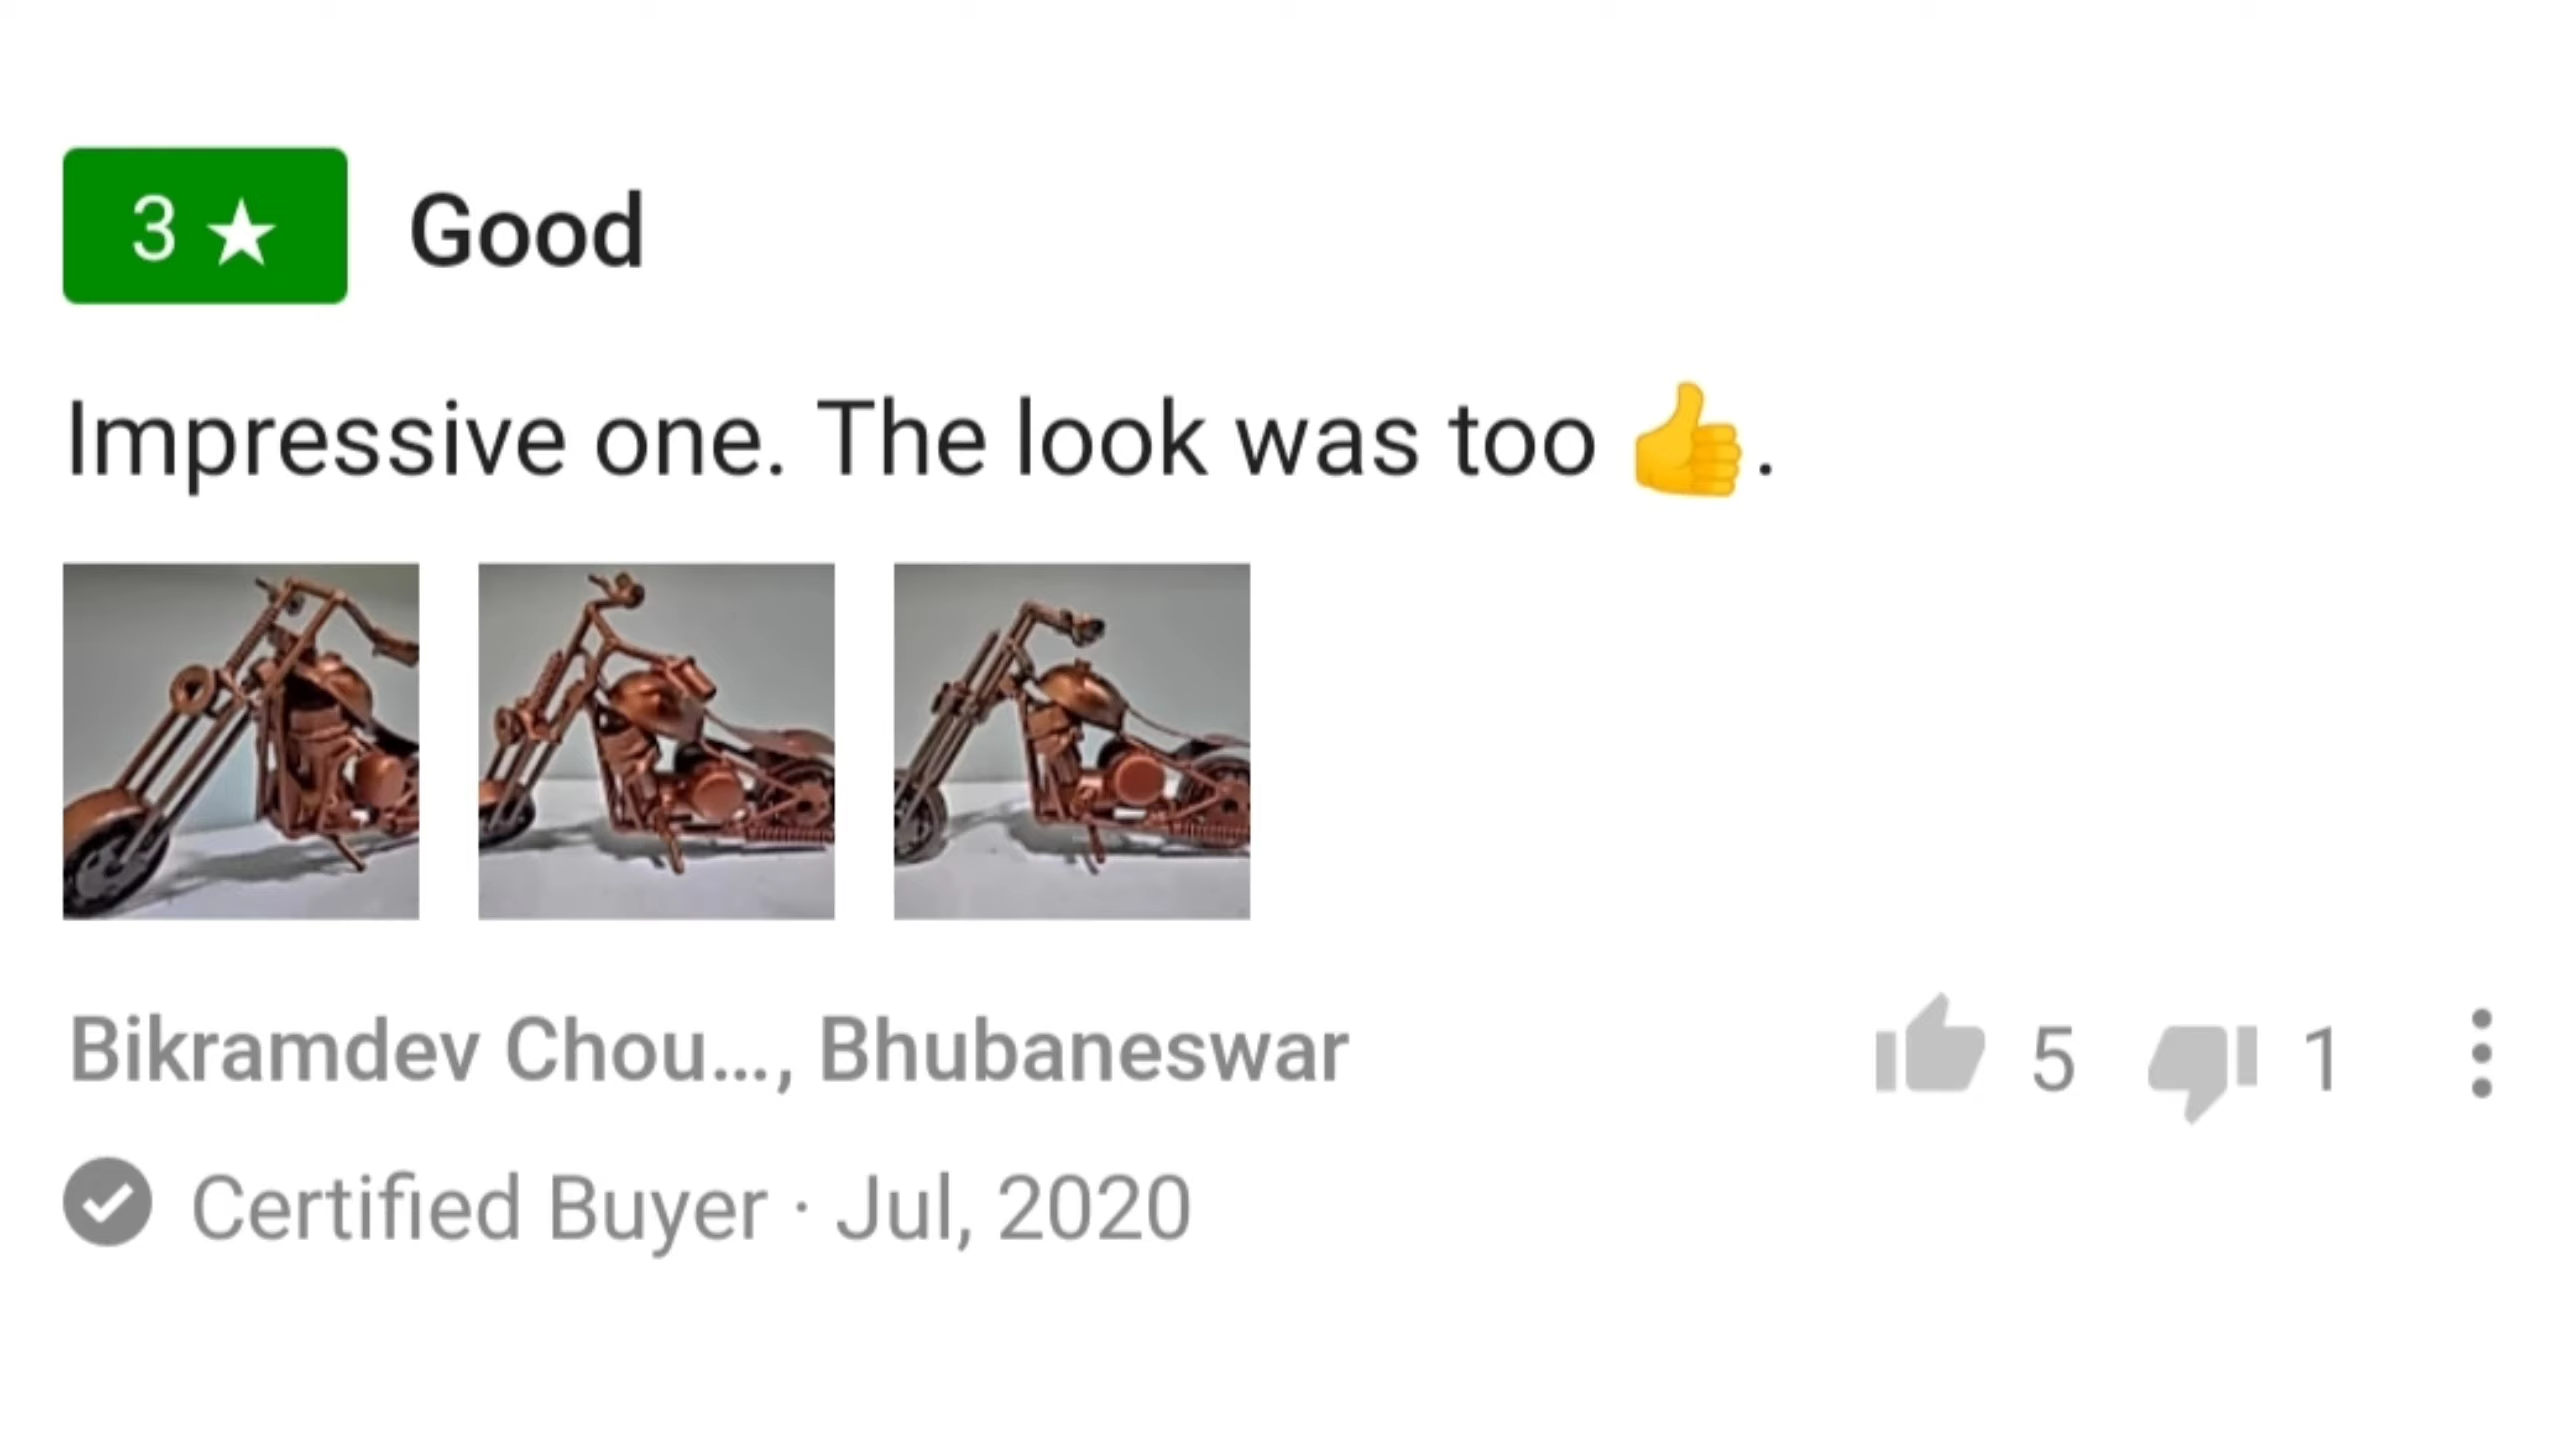 3 ★ Good
Impressive one. The look was too 👍.
Bikramdev Chou..., Bhubaneswar 5 1
Certified Buyer · Jul, 2020